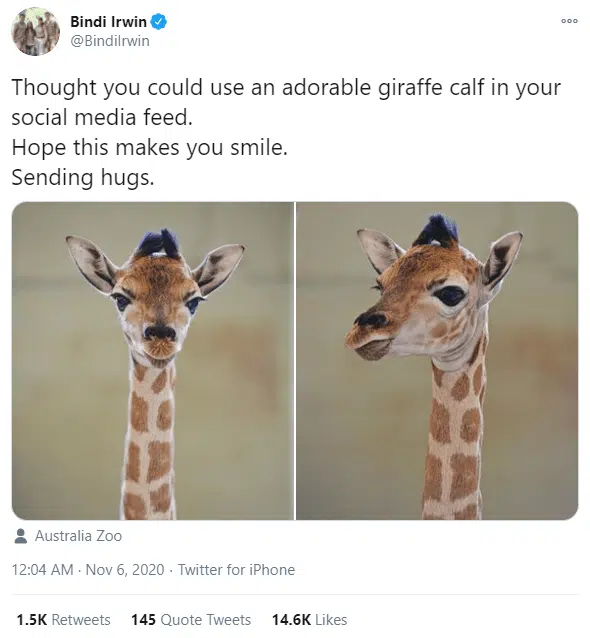 Bindi Irwin
@BindiIrwin
Thought you could use an adorable giraffe calf in your
social media feed.
Hope this makes you smile.
Sending hugs.
Australia Zoo
12:04 AM · Nov 6, 2020 · Twitter for iPhone
1.5K Retweets 145 Quote Tweets 14.6K Likes